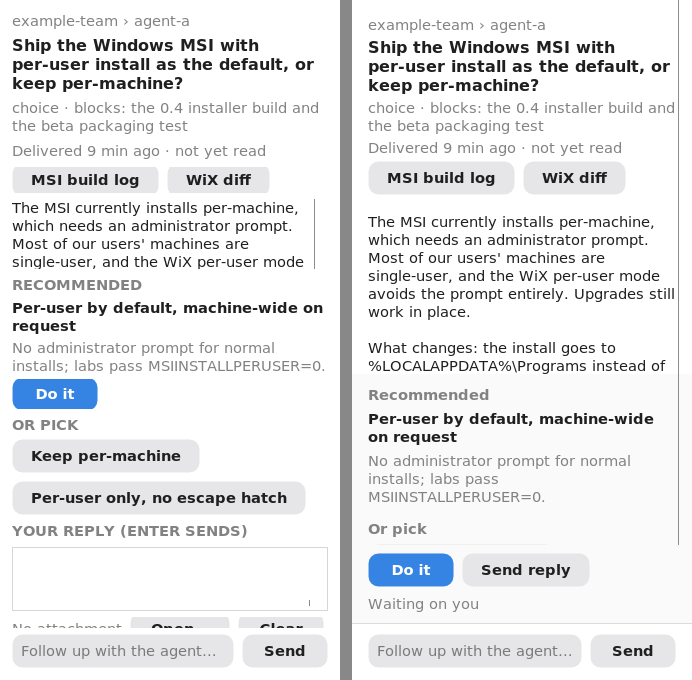 example-team › agent-a
Ship the Windows MSI with
per-user install as the default, or
keep per-machine?
choice · blocks: the 0.4 installer build and
the beta packaging test
Delivered 9 min ago · not yet read
MSI build log
WiX diff
The MSI currently installs per-machine,
which needs an administrator prompt.
Most of our users' machines are
single-user, and the WiX per-user mode
RECOMMENDED
Per-user by default, machine-wide on
request
No administrator prompt for normal
installs; labs pass MSIINSTALLPERUSER=0.
Do it
OR PICK
Keep per-machine
Per-user only, no escape hatch
YOUR REPLY (ENTER SENDS)
No attachment
Open
Clear
Follow up with the agent…
Send
example-team › agent-a
Ship the Windows MSI with
per-user install as the default, or
keep per-machine?
choice · blocks: the 0.4 installer build and
the beta packaging test
Delivered 9 min ago · not yet read
MSI build log
WiX diff
The MSI currently installs per-machine,
which needs an administrator prompt.
Most of our users' machines are
single-user, and the WiX per-user mode
avoids the prompt entirely. Upgrades still
work in place.
What changes: the install goes to
%LOCALAPPDATA%\Programs instead of
Recommended
Per-user by default, machine-wide
on request
No administrator prompt for normal
installs; labs pass
MSIINSTALLPERUSER=0.
Or pick
Do it
Send reply
Waiting on you
Follow up with the agent…
Send